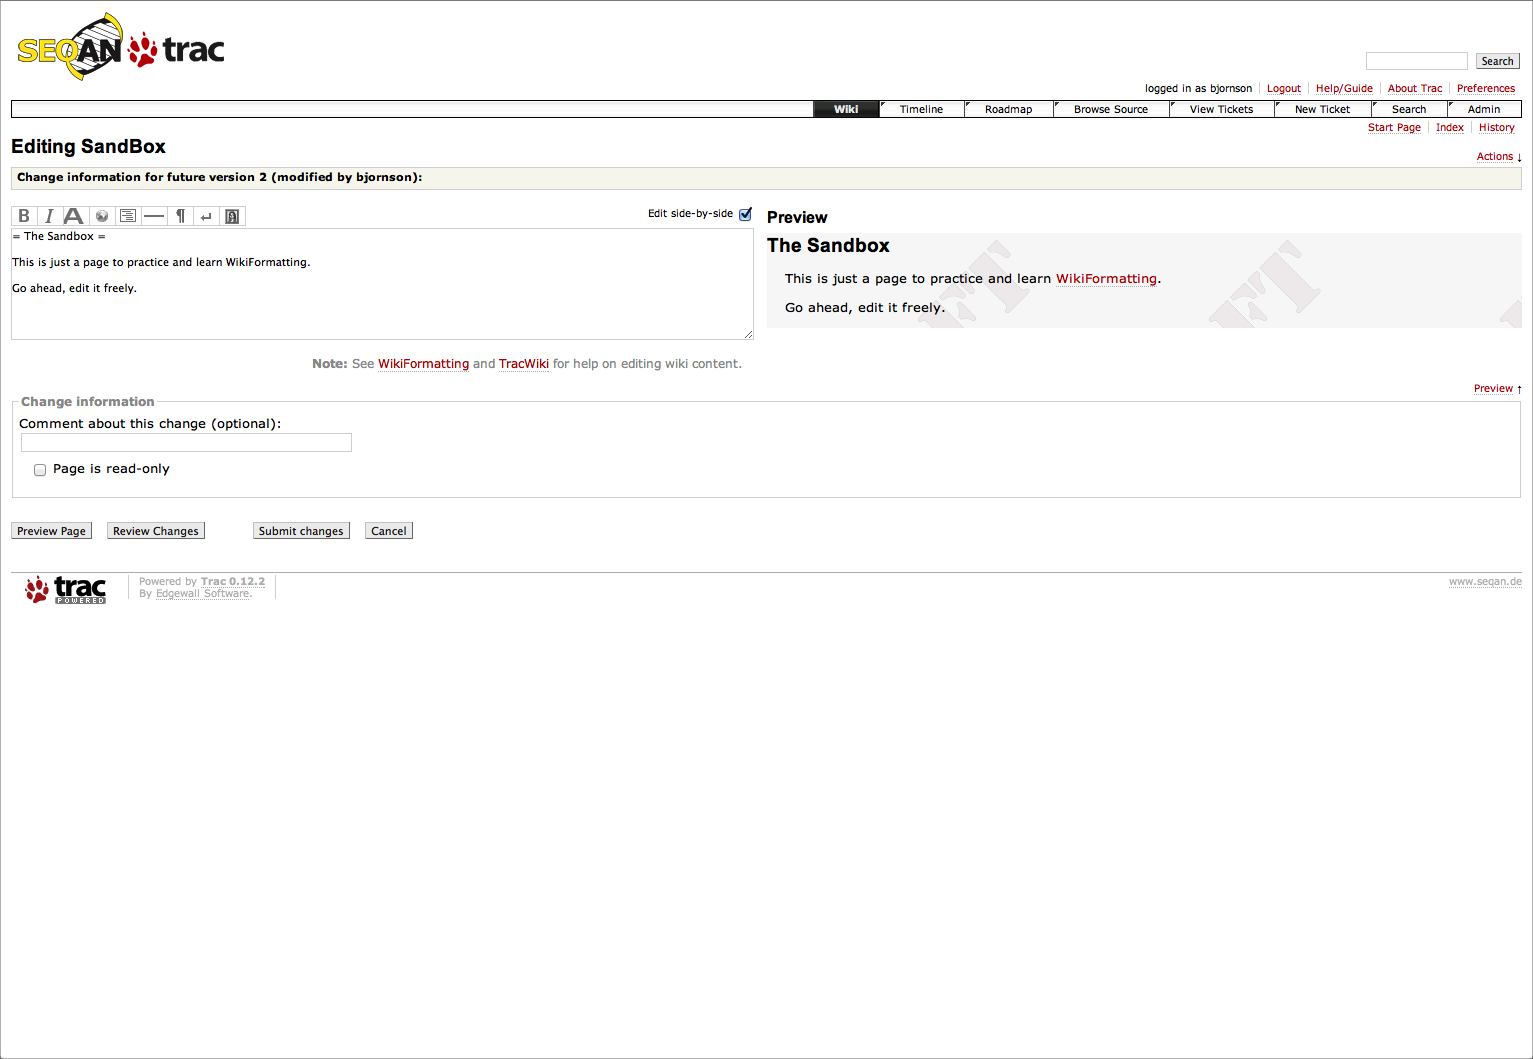 SEQAN trac
Search
logged in as bjornson Logout Help/Guide About Trac Preferences
Wiki Timeline Roadmap Browse Source View Tickets New Ticket Search Admin
Start Page Index History
Editing SandBox
Actions ↓
Change information for future version 2 (modified by bjornson):
B I A ¶ ↵
Edit side-by-side
= The Sandbox =
This is just a page to practice and learn WikiFormatting.
Go ahead, edit it freely.
Preview
The Sandbox
This is just a page to practice and learn WikiFormatting.
Go ahead, edit it freely.
FT FT
Note: See WikiFormatting and TracWiki for help on editing wiki content.
Preview ↑
Change information
Comment about this change (optional):
Page is read-only
Preview Page Review Changes Submit changes Cancel
trac POWERED
Powered by Trac 0.12.2
By Edgewall Software.
www.seqan.de